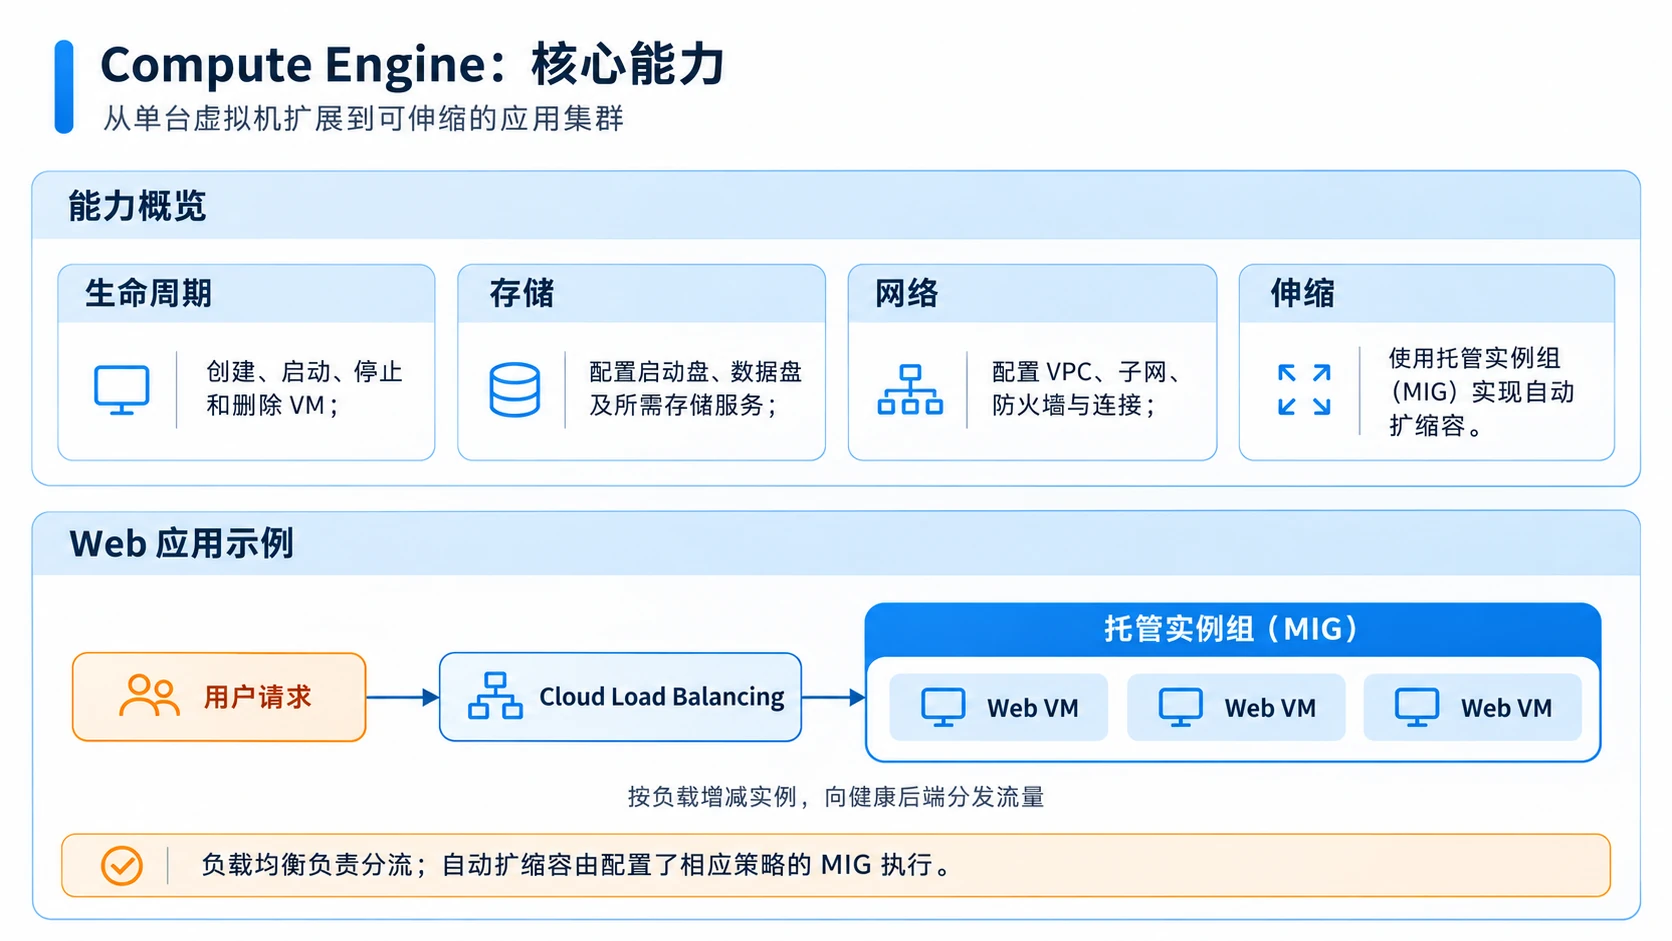 Compute Engine：核心能力
从单台虚拟机扩展到可伸缩的应用集群
能力概览
生命周期
创建、启动、停止
和删除 VM；
存储
配置启动盘、数据盘
及所需存储服务；
网络
配置 VPC、子网、
防火墙与连接；
伸缩
使用托管实例组
（MIG）实现自动
扩缩容。
Web 应用示例
用户请求
Cloud Load Balancing
托管实例组（MIG）
Web VM
Web VM
Web VM
按负载增减实例，向健康后端分发流量
负载均衡负责分流；自动扩缩容由配置了相应策略的 MIG 执行。